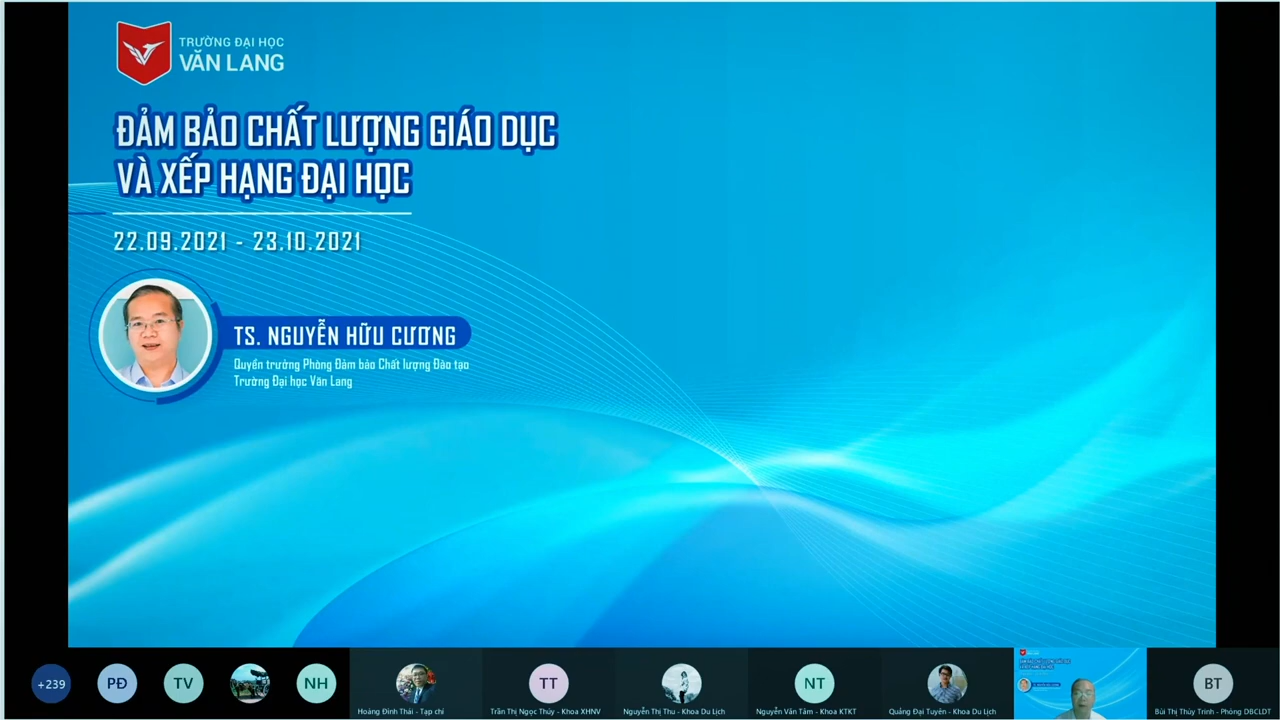 TRƯỜNG ĐẠI HỌC
VĂN LANG
ĐẢM BẢO CHẤT LƯỢNG GIÁO DỤC
VÀ XẾP HẠNG ĐẠI HỌC
22.09.2021 - 23.10.2021
TS. NGUYỄN HỮU CƯƠNG
Quyền trưởng Phòng Đảm bảo Chất lượng Đào tạo
Trường Đại học Văn Lang
+239
PĐ
TV
NH
TT
NT
BT
Hoàng Đình Thái - Tạp chí
Trần Thị Ngọc Thúy - Khoa XHNV
Nguyễn Thị Thu - Khoa Du Lịch
Nguyễn Văn Tâm - Khoa KTKT
Quảng Đại Tuyên - Khoa Du Lịch
Bùi Thị Thùy Trinh - Phòng DBCLDT